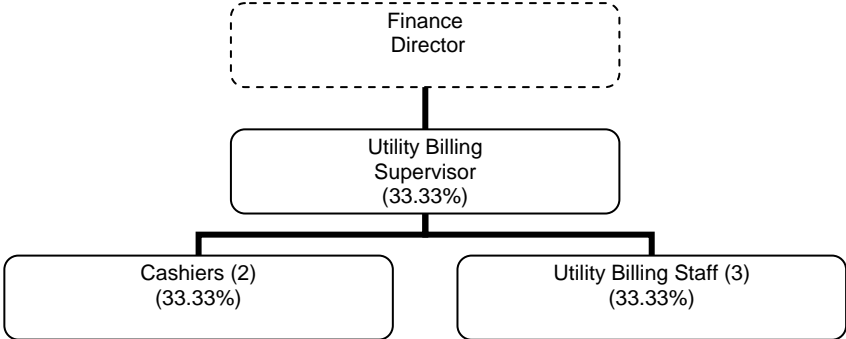 Finance
Director
Utility Billing
Supervisor
(33.33%)
Cashiers (2)
(33.33%)
Utility Billing Staff (3)
(33.33%)